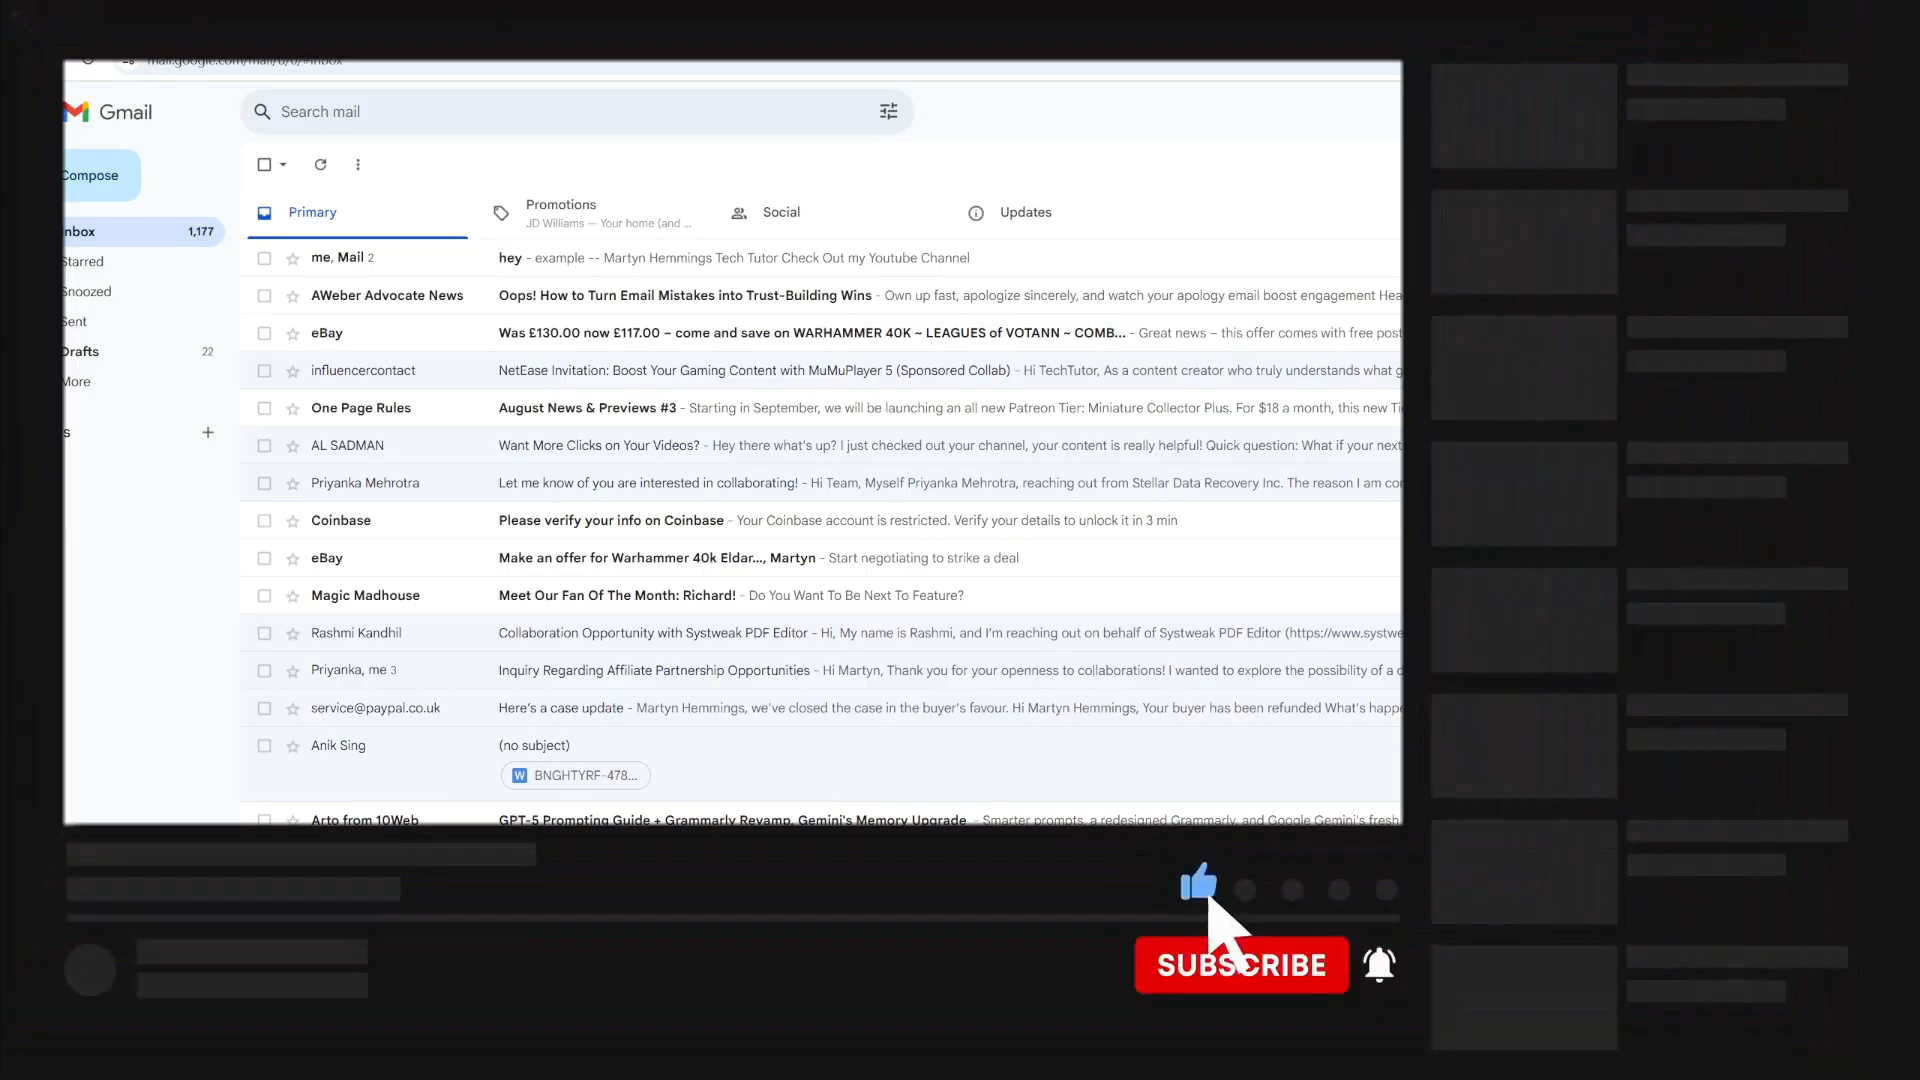 mail.google.com/mail/u/0/#inbox
Gmail
Search mail
Compose
Inbox 1,177
Starred
Snoozed
Sent
Drafts 22
More
s
Primary
Promotions
JD Williams — Your home (and ...
Social
Updates
me, Mail 2 hey - example -- Martyn Hemmings Tech Tutor Check Out my Youtube Channel
AWeber Advocate News Oops! How to Turn Email Mistakes into Trust-Building Wins - Own up fast, apologize sincerely, and watch your apology email boost engagement Hea
eBay Was £130.00 now £117.00 – come and save on WARHAMMER 40K ~ LEAGUES of VOTANN ~ COMB... - Great news – this offer comes with free post
influencercontact NetEase Invitation: Boost Your Gaming Content with MuMuPlayer 5 (Sponsored Collab) - Hi TechTutor, As a content creator who truly understands what g
One Page Rules August News & Previews #3 - Starting in September, we will be launching an all new Patreon Tier: Miniature Collector Plus. For $18 a month, this new Ti
AL SADMAN Want More Clicks on Your Videos? - Hey there what's up? I just checked out your channel, your content is really helpful! Quick question: What if your next
Priyanka Mehrotra Let me know of you are interested in collaborating! - Hi Team, Myself Priyanka Mehrotra, reaching out from Stellar Data Recovery Inc. The reason I am con
Coinbase Please verify your info on Coinbase - Your Coinbase account is restricted. Verify your details to unlock it in 3 min
eBay Make an offer for Warhammer 40k Eldar..., Martyn - Start negotiating to strike a deal
Magic Madhouse Meet Our Fan Of The Month: Richard! - Do You Want To Be Next To Feature?
Rashmi Kandhil Collaboration Opportunity with Systweak PDF Editor - Hi, My name is Rashmi, and I'm reaching out on behalf of Systweak PDF Editor (https://www.systwe
Priyanka, me 3 Inquiry Regarding Affiliate Partnership Opportunities - Hi Martyn, Thank you for your openness to collaborations! I wanted to explore the possibility of a c
service@paypal.co.uk Here's a case update - Martyn Hemmings, we've closed the case in the buyer's favour. Hi Martyn Hemmings, Your buyer has been refunded What's happe
Anik Sing (no subject)
W BNGHTYRF-478...
Arto from 10Web GPT-5 Prompting Guide + Grammarly Revamp, Gemini's Memory Upgrade - Smarter prompts, a redesigned Grammarly, and Google Gemini's fresh
SUBSCRIBE